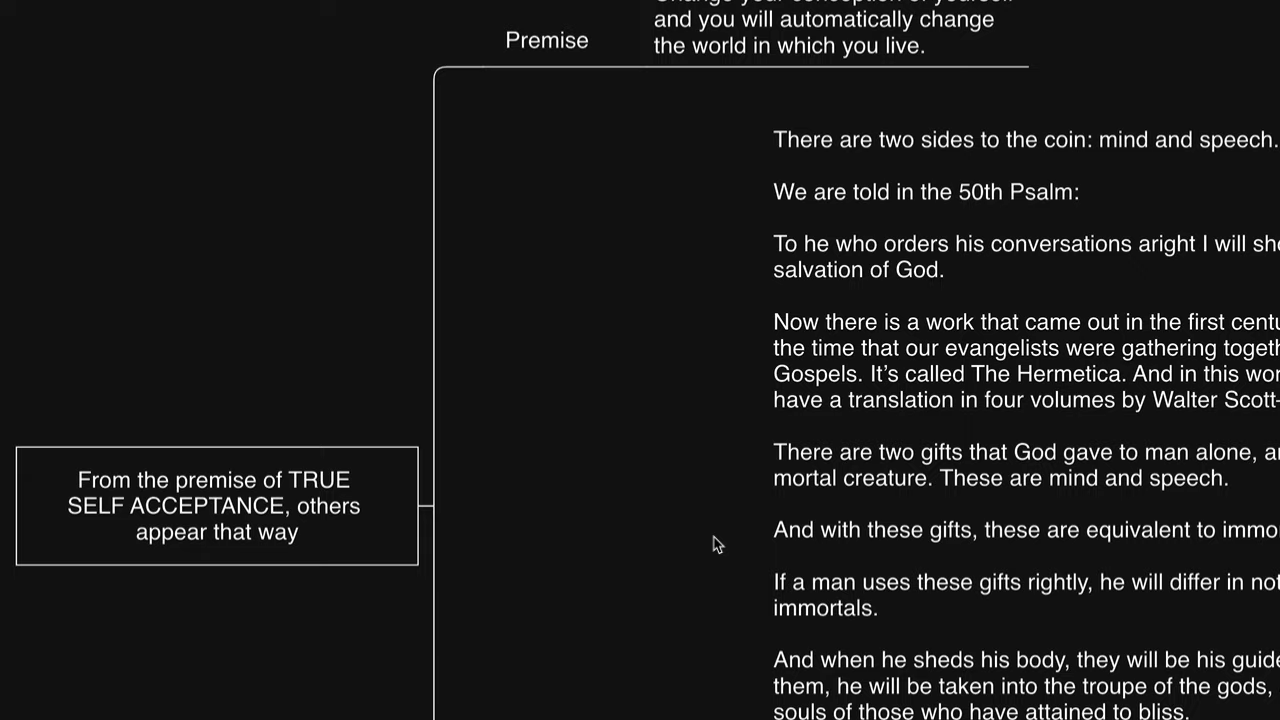 Change your conception of yourself
and you will automatically change
the world in which you live.
Premise
There are two sides to the coin: mind and speech.
We are told in the 50th Psalm:
To he who orders his conversations aright I will
salvation of God.
Now there is a work that came out in the first
the time that our evangelists were gathering
Gospels. It’s called The Hermetica. And in this
have a translation in four volumes by Walter Scott-
There are two gifts that God gave to man alone,
mortal creature. These are mind and speech.
And with these gifts, these are equivalent to
If a man uses these gifts rightly, he will differ in
immortals.
And when he sheds his body, they will be his
them, he will be taken into the troupe of the gods,
souls of those who have attained to bliss.
From the premise of TRUE
SELF ACCEPTANCE, others
appear that way